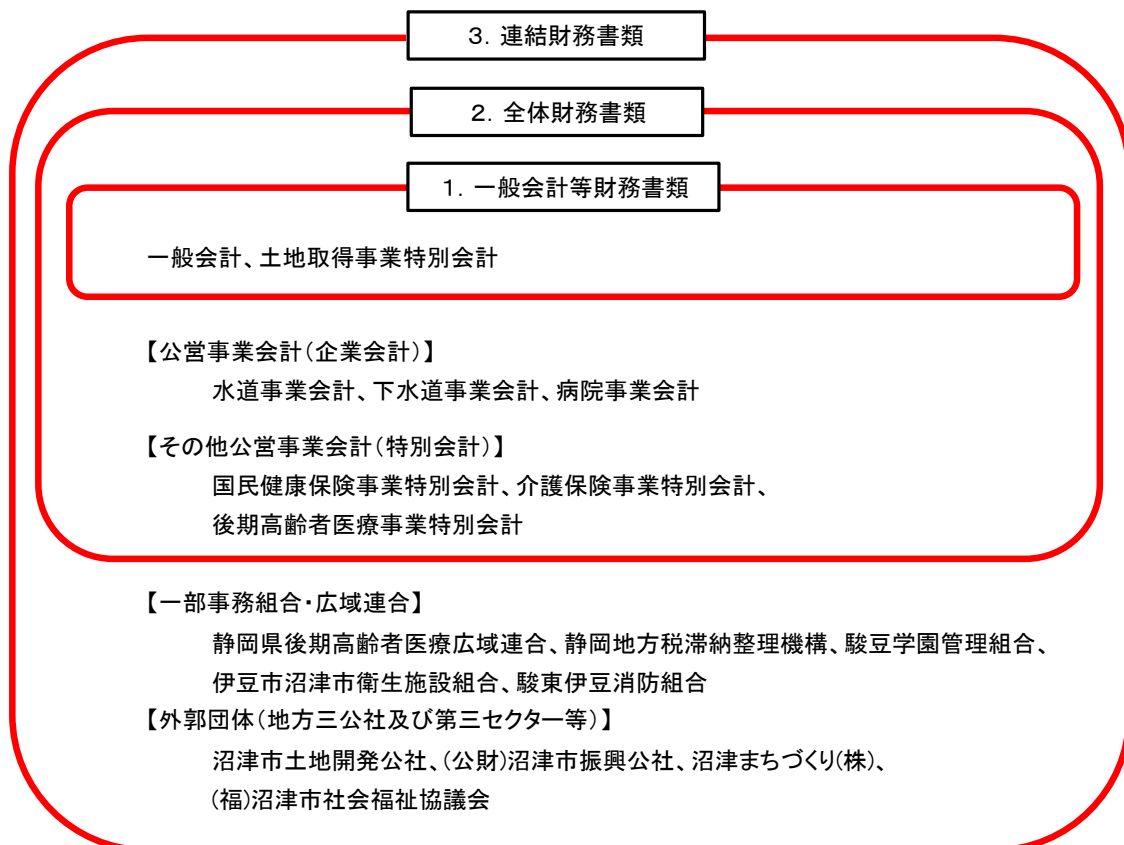 3．連結財務書類
２．全体財務書類
１．一般会計等財務書類
一般会計、土地取得事業特別会計
【公営事業会計（企業会計）】
水道事業会計、下水道事業会計、病院事業会計
【その他公営事業会計（特別会計）】
国民健康保険事業特別会計、介護保険事業特別会計、
後期高齢者医療事業特別会計
【一部事務組合・広域連合】
静岡県後期高齢者医療広域連合、静岡地方税滞納整理機構、駿豆学園管理組合、
伊豆市沼津市衛生施設組合、駿東伊豆消防組合
【外郭団体（地方三公社及び第三セクター等）】
沼津市土地開発公社、(公財)沼津市振興公社、沼津まちづくり(株)、
(福)沼津市社会福祉協議会